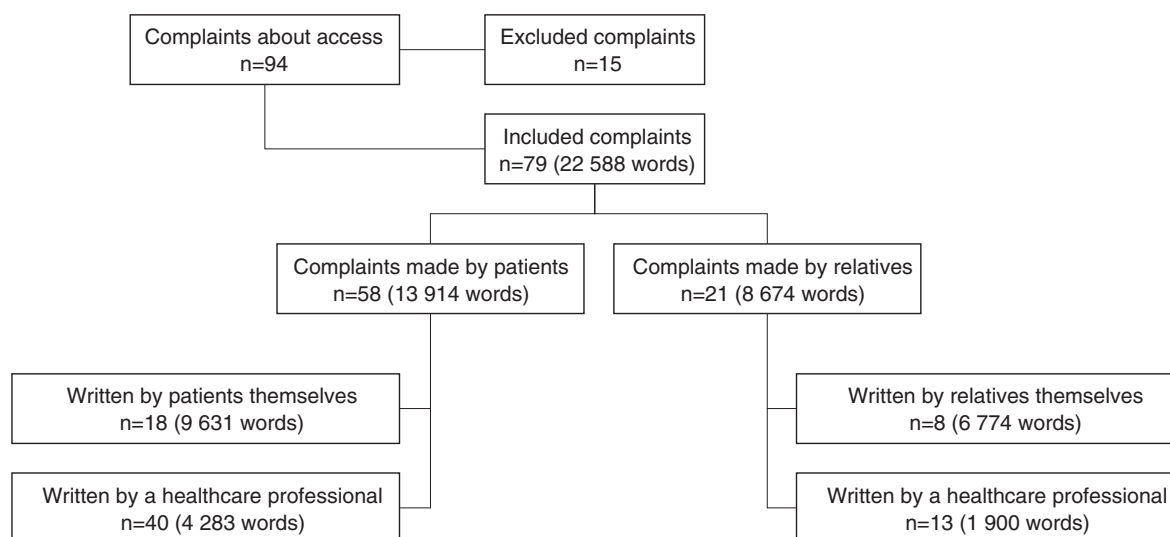 Complaints about access
n=94
Excluded complaints
n=15
Included complaints
n=79 (22 588 words)
Complaints made by patients
n=58 (13 914 words)
Complaints made by relatives
n=21 (8 674 words)
Written by patients themselves
n=18 (9 631 words)
Written by relatives themselves
n=8 (6 774 words)
Written by a healthcare professional
n=40 (4 283 words)
Written by a healthcare professional
n=13 (1 900 words)